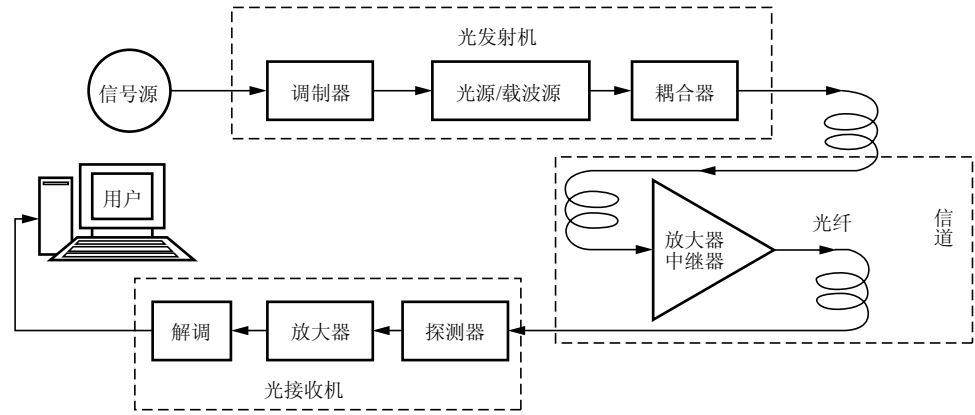 光发射机
信号源
调制器
光源/载波源
耦合器
用户
放大器
中继器
光纤
信道
解调
放大器
探测器
光接收机